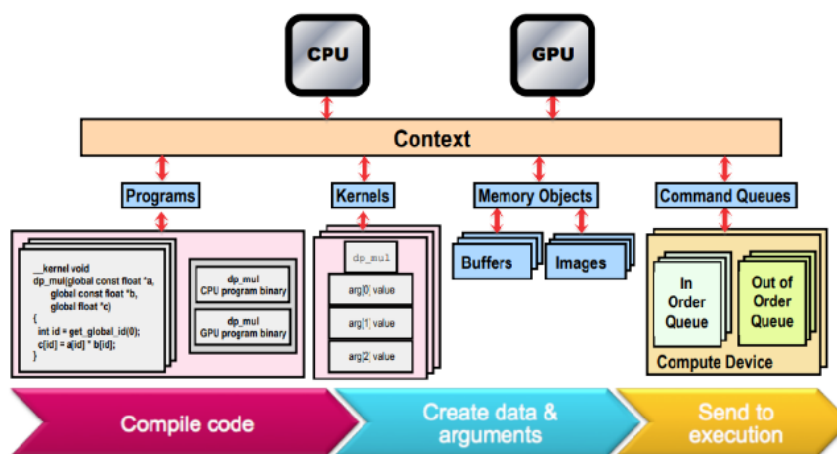 CPU
GPU
Context
Programs
Kernels
Memory Objects
Command Queues
__kernel void
dp_mul(global const float *a,
global const float *b,
global float *c)
{
int id = get_global_id(0);
c[id] = a[id] * b[id];
}
dp_mul
CPU program binary
dp_mul
GPU program binary
dp_mul
arg[0] value
arg[1] value
arg[2] value
Buffers
Images
In
Order
Queue
Out of
Order
Queue
Compute Device
Compile code
Create data &
arguments
Send to
execution